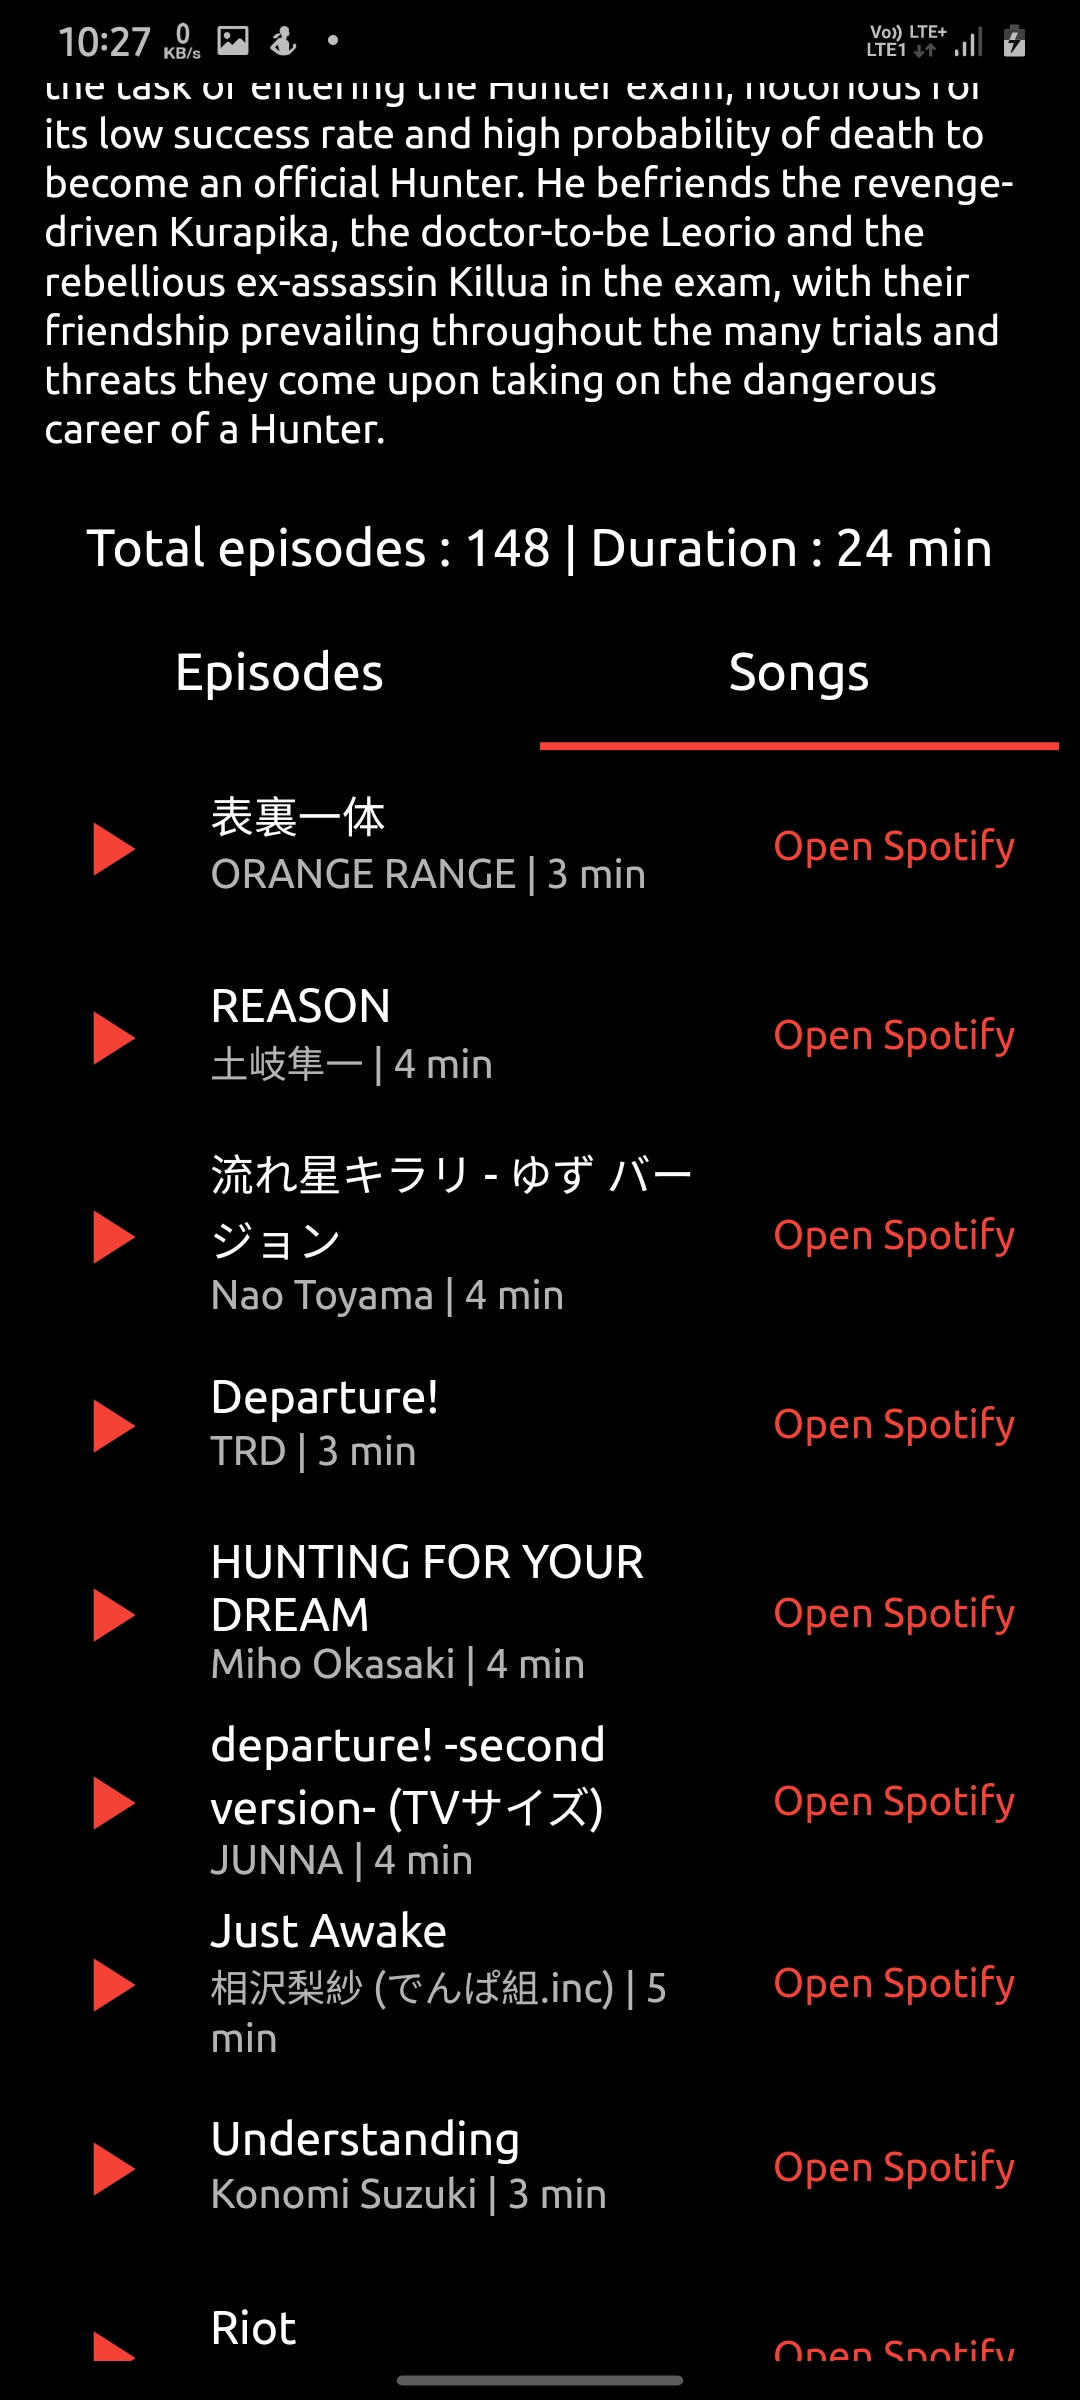 10:27 0 KB/s Vo)) LTE+ LTE1
the task of entering the Hunter exam, notorious for
its low success rate and high probability of death to
become an official Hunter. He befriends the revenge-
driven Kurapika, the doctor-to-be Leorio and the
rebellious ex-assassin Killua in the exam, with their
friendship prevailing throughout the many trials and
threats they come upon taking on the dangerous
career of a Hunter.
Total episodes : 148 | Duration : 24 min
Episodes Songs
表裏一体
ORANGE RANGE | 3 min
Open Spotify
REASON
土岐隼一 | 4 min
Open Spotify
流れ星キラリ - ゆず バー
ジョン
Nao Toyama | 4 min
Open Spotify
Departure!
TRD | 3 min
Open Spotify
HUNTING FOR YOUR
DREAM
Miho Okasaki | 4 min
Open Spotify
departure! -second
version- (TVサイズ)
JUNNA | 4 min
Open Spotify
Just Awake
相沢梨紗 (でんぱ組.inc) | 5
min
Open Spotify
Understanding
Konomi Suzuki | 3 min
Open Spotify
Riot
Open Spotify